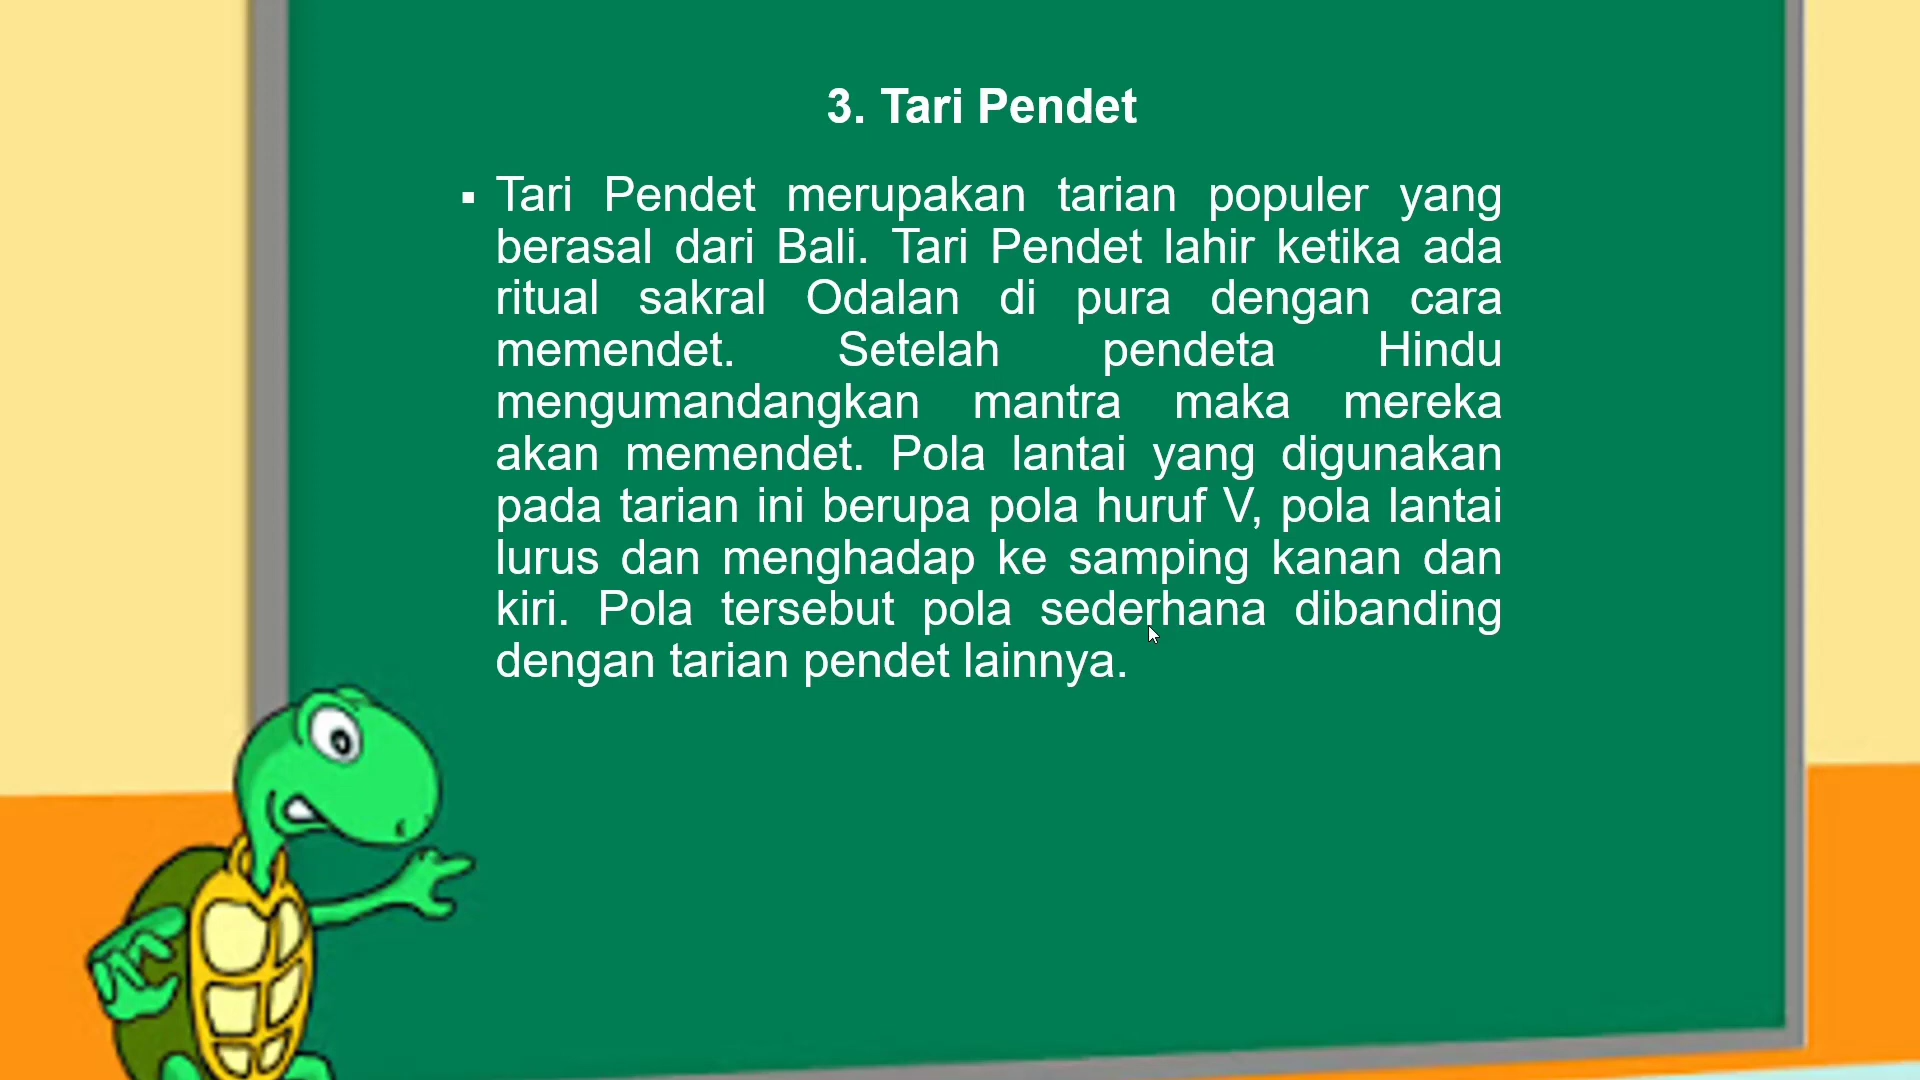 3. Tari Pendet
▪ Tari Pendet merupakan tarian populer yang
berasal dari Bali. Tari Pendet lahir ketika ada
ritual sakral Odalan di pura dengan cara
memendet. Setelah pendeta Hindu
mengumandangkan mantra maka mereka
akan memendet. Pola lantai yang digunakan
pada tarian ini berupa pola huruf V, pola lantai
lurus dan menghadap ke samping kanan dan
kiri. Pola tersebut pola sederhana dibanding
dengan tarian pendet lainnya.